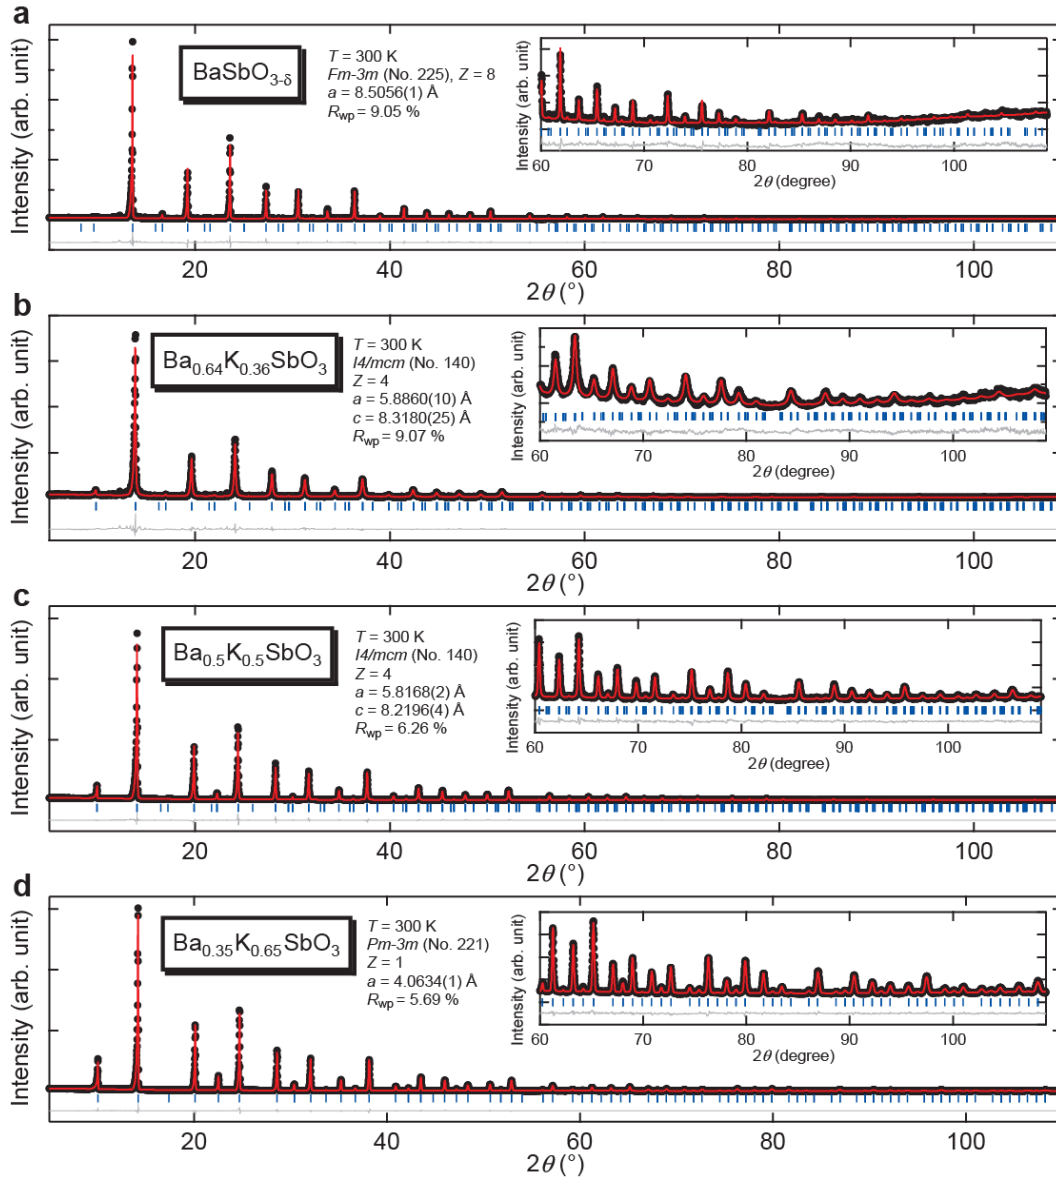 a
Intensity (arb. unit)
BaSbO3-δ
T = 300 K
Fm-3m (No. 225), Z = 8
a = 8.5056(1) Å
Rwp = 9.05 %
Intensity (arb. unit)
60 70 80 90 100
2θ (degree)
20 40 60 80 100
2θ (°)
b
Intensity (arb. unit)
Ba0.64K0.36SbO3
T = 300 K
I4/mcm (No. 140)
Z = 4
a = 5.8860(10) Å
c = 8.3180(25) Å
Rwp = 9.07 %
Intensity (arb. unit)
60 70 80 90 100
2θ (degree)
20 40 60 80 100
2θ (°)
c
Intensity (arb. unit)
Ba0.5K0.5SbO3
T = 300 K
I4/mcm (No. 140)
Z = 4
a = 5.8168(2) Å
c = 8.2196(4) Å
Rwp = 6.26 %
Intensity (arb. unit)
60 70 80 90 100
2θ (degree)
20 40 60 80 100
2θ (°)
d
Intensity (arb. unit)
Ba0.35K0.65SbO3
T = 300 K
Pm-3m (No. 221)
Z = 1
a = 4.0634(1) Å
Rwp = 5.69 %
Intensity (arb. unit)
60 70 80 90 100
2θ (degree)
20 40 60 80 100
2θ (°)